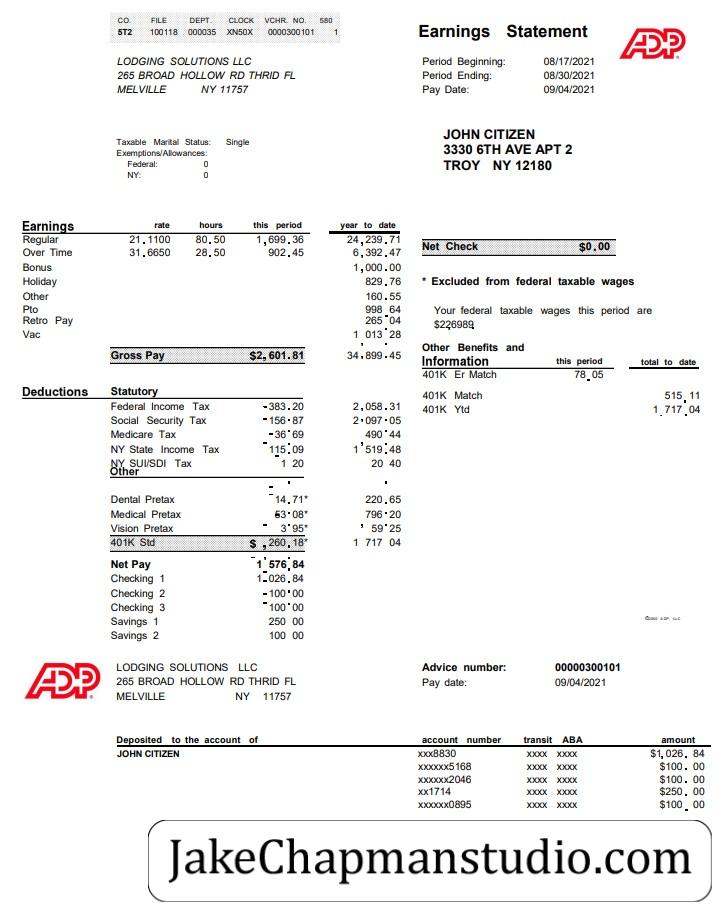 CO. FILE DEPT. CLOCK VCHR. NO. 580
5T2 100118 000035 XN50X 0000300101 1
Earnings Statement
ADP
LODGING SOLUTIONS LLC
265 BROAD HOLLOW RD THRID FL
MELVILLE NY 11757
Period Beginning: 08/17/2021
Period Ending: 08/30/2021
Pay Date: 09/04/2021
Taxable Marital Status: Single
Exemptions/Allowances:
Federal: 0
NY: 0
JOHN CITIZEN
3330 6TH AVE APT 2
TROY NY 12180
Earnings rate hours this period year to date
Regular 21.1100 80.50 1,699.36 24,239.71
Over Time 31.6650 28.50 902.45 6,392.47
Bonus 1,000.00
Holiday 829.76
Other 160.55
Pto 998 64
Retro Pay 265 04
Vac 1 013 28
Gross Pay $2,601.81 34,899.45
Net Check $0.00
* Excluded from federal taxable wages
Your federal taxable wages this period are
$226989
Other Benefits and
Information this period total to date
401K Er Match 78.05
401K Match 515.11
401K Ytd 1 717.04
Deductions Statutory
Federal Income Tax -383.20 2,058.31
Social Security Tax -156.87 2,097.05
Medicare Tax -36.69 490.44
NY State Income Tax 115.09 1 519.48
NY SUI/SDI Tax 1 20 20 40
Other
Dental Pretax 14.71* 220.65
Medical Pretax 53.08* 796.20
Vision Pretax 3.95* 59.25
401K Std $ ,260.18* 1 717 04
Net Pay 1 576.84
Checking 1 1,026.84
Checking 2 -100.00
Checking 3 -100.00
Savings 1 250 00
Savings 2 100 00
ADP
LODGING SOLUTIONS LLC
265 BROAD HOLLOW RD THRID FL
MELVILLE NY 11757
Advice number: 00000300101
Pay date: 09/04/2021
Deposited to the account of account number transit ABA amount
JOHN CITIZEN xxx8830 xxxx xxxx $1,026.84
xxxxxx5168 xxxx xxxx $100.00
xxxxxx2046 xxxx xxxx $100.00
xx1714 xxxx xxxx $250.00
xxxxxx0895 xxxx xxxx $100.00
JakeChapmanstudio.com